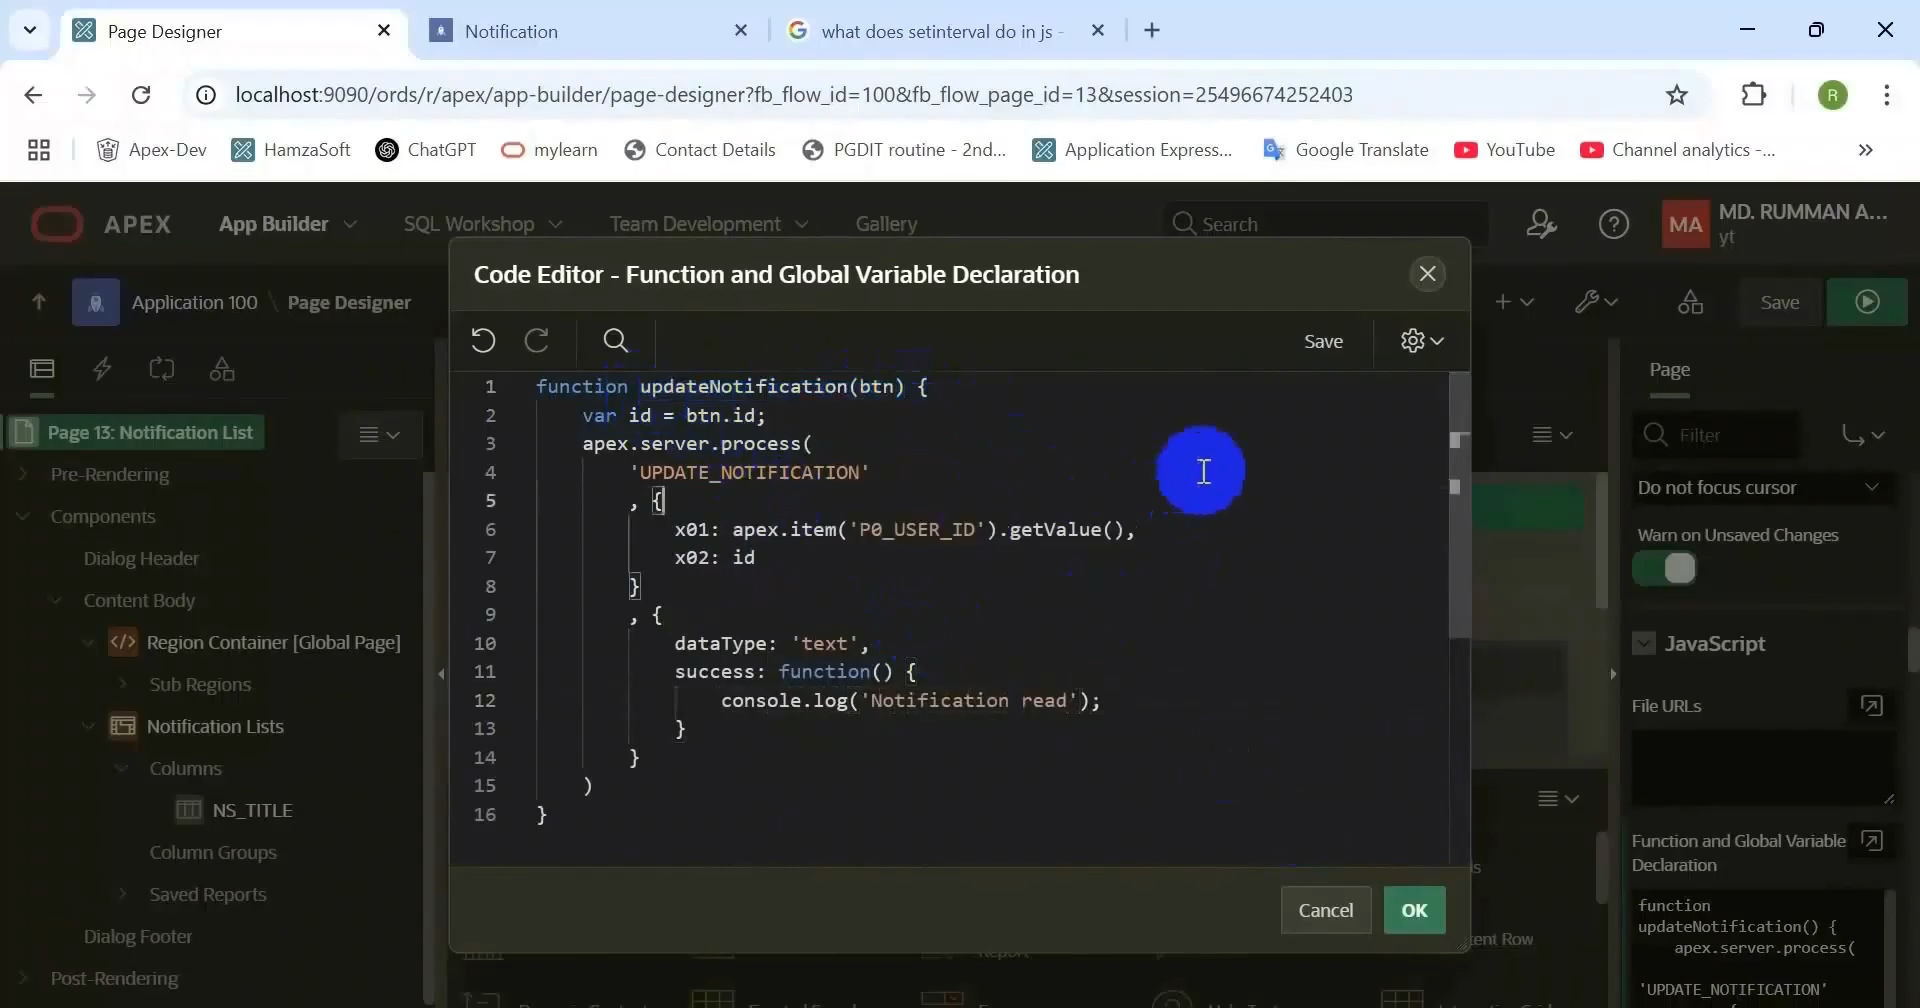 Page Designer
Notification
what does setinterval do in js -
localhost:9090/ords/r/apex/app-builder/page-designer?fb_flow_id=100&fb_flow_page_id=13&session=25496674252403
R
Apex-Dev
HamzaSoft
ChatGPT
mylearn
Contact Details
PGDIT routine - 2nd...
Application Express...
Google Translate
YouTube
Channel analytics -...
APEX
App Builder
SQL Workshop
Team Development
Gallery
Search
MA
MD. RUMMAN A...
yt
Application 100 \ Page Designer
Save
Page 13: Notification List
Pre-Rendering
Components
Dialog Header
Content Body
Region Container [Global Page]
Sub Regions
Notification Lists
Columns
NS_TITLE
Column Groups
Saved Reports
Dialog Footer
Post-Rendering
Code Editor - Function and Global Variable Declaration
Save
1 function updateNotification(btn) {
2 var id = btn.id;
3 apex.server.process(
4 'UPDATE_NOTIFICATION'
5 , {
6 x01: apex.item('P0_USER_ID').getValue(),
7 x02: id
8 }
9 , {
10 dataType: 'text',
11 success: function() {
12 console.log('Notification read');
13 }
14 }
15 )
16 }
Cancel
OK
Page
Filter
Do not focus cursor
Warn on Unsaved Changes
JavaScript
File URLs
Function and Global Variable
Declaration
function
updateNotification() {
apex.server.process(
'UPDATE_NOTIFICATION'